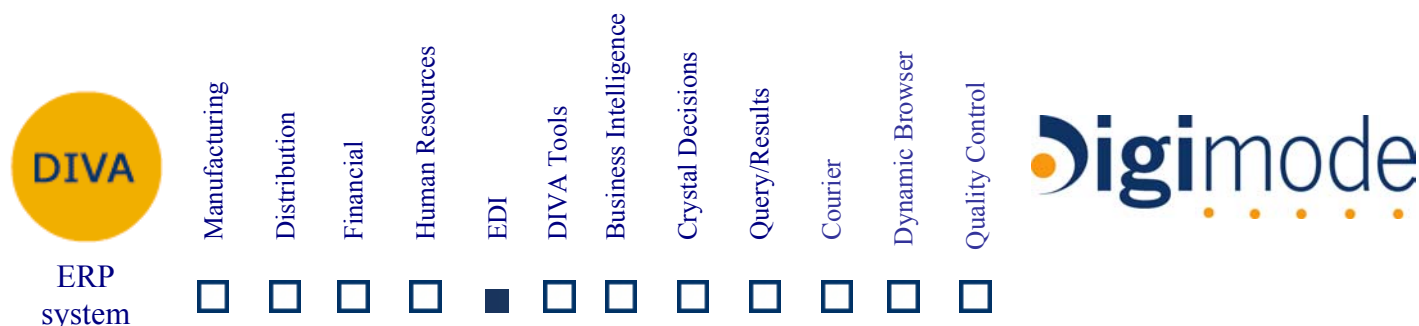 DIVA
ERP
system
Manufacturing
Distribution
Financial
Human Resources
EDI
DIVA Tools
Business Intelligence
Crystal Decisions
Query/Results
Courier
Dynamic Browser
Quality Control
Digimode